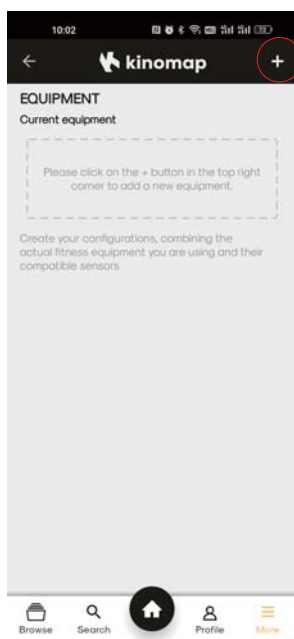 10:02
kinomap
+
EQUIPMENT
Current equipment
Please click on the + button in the top right
corner to add a new equipment.
Create your configurations, combining the
actual fitness equipment you are using and their
compatible sensors
Browse Search Profile More